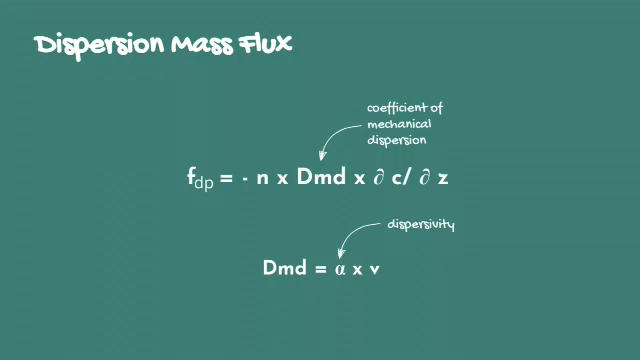 Dispersion Mass Flux
coefficient of
mechanical
dispersion
fdp = - n x Dmd x ∂ c/ ∂ z
dispersivity
Dmd = α x v